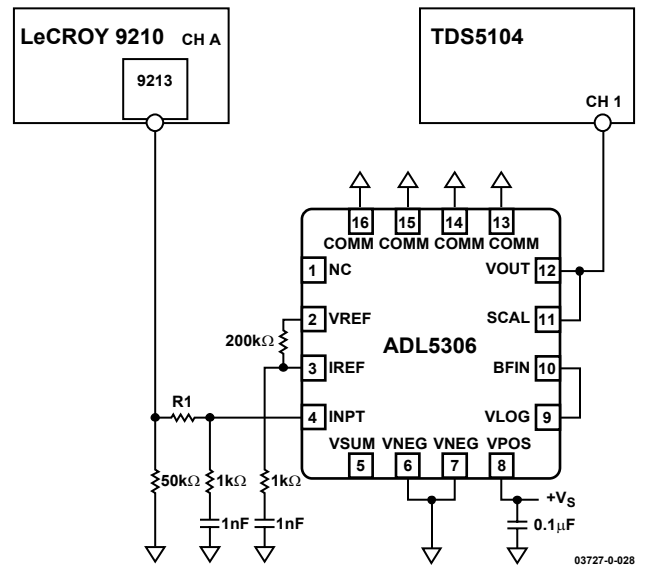 LeCROY 9210 CH A
9213
TDS5104
CH 1
16 15 14 13
COMM COMM COMM COMM
1 NC
VOUT 12
2 VREF
SCAL 11
200kΩ
ADL5306
3 IREF
BFIN 10
R1
4 INPT
VLOG 9
VSUM VNEG VNEG VPOS
5 6 7 8
50kΩ 1kΩ 1kΩ
+VS
1nF 1nF
0.1μF
03727-0-028